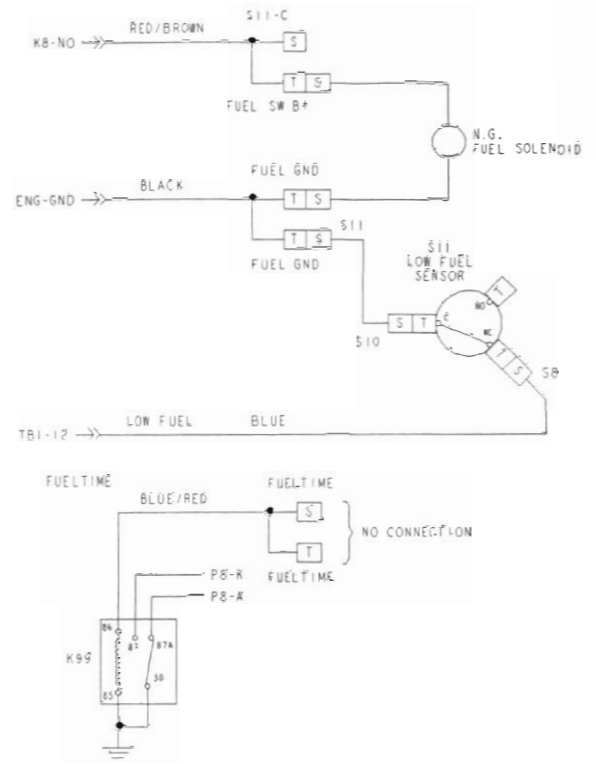 S11-C
RED/BROWN
K8-NO
S
T S
FUEL SW B+
N.G.
FUEL SOLENOID
FUEL GND
BLACK
ENG-GND
T S
S11
T S
FUEL GND
S11
LOW FUEL
SENSOR
T
NO
C
S T
NC
S10
T S
S8
LOW FUEL BLUE
TB1-12
FUELTIME
FUELTIME
BLUE/RED
S
NO CONNECTION
T
FUELTIME
P8-K
P8-A
86
87
87A
K99
30
85